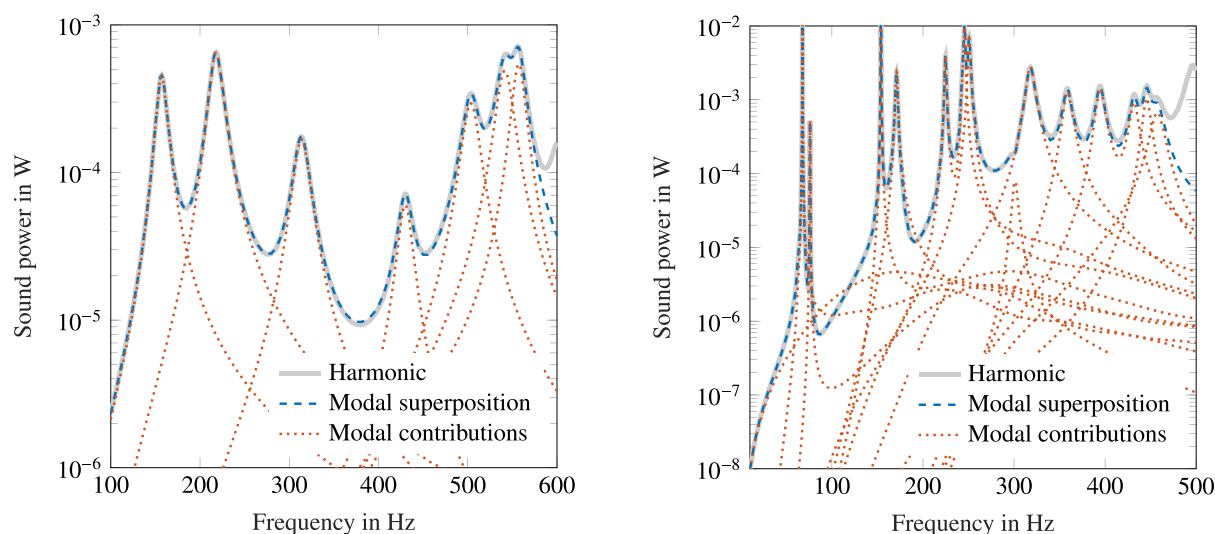 10⁻³
10⁻⁴
10⁻⁵
10⁻⁶
Sound power in W
100 200 300 400 500 600
Frequency in Hz
Harmonic
Modal superposition
Modal contributions
10⁻²
10⁻³
10⁻⁴
10⁻⁵
10⁻⁶
10⁻⁷
10⁻⁸
Sound power in W
100 200 300 400 500
Frequency in Hz
Harmonic
Modal superposition
Modal contributions